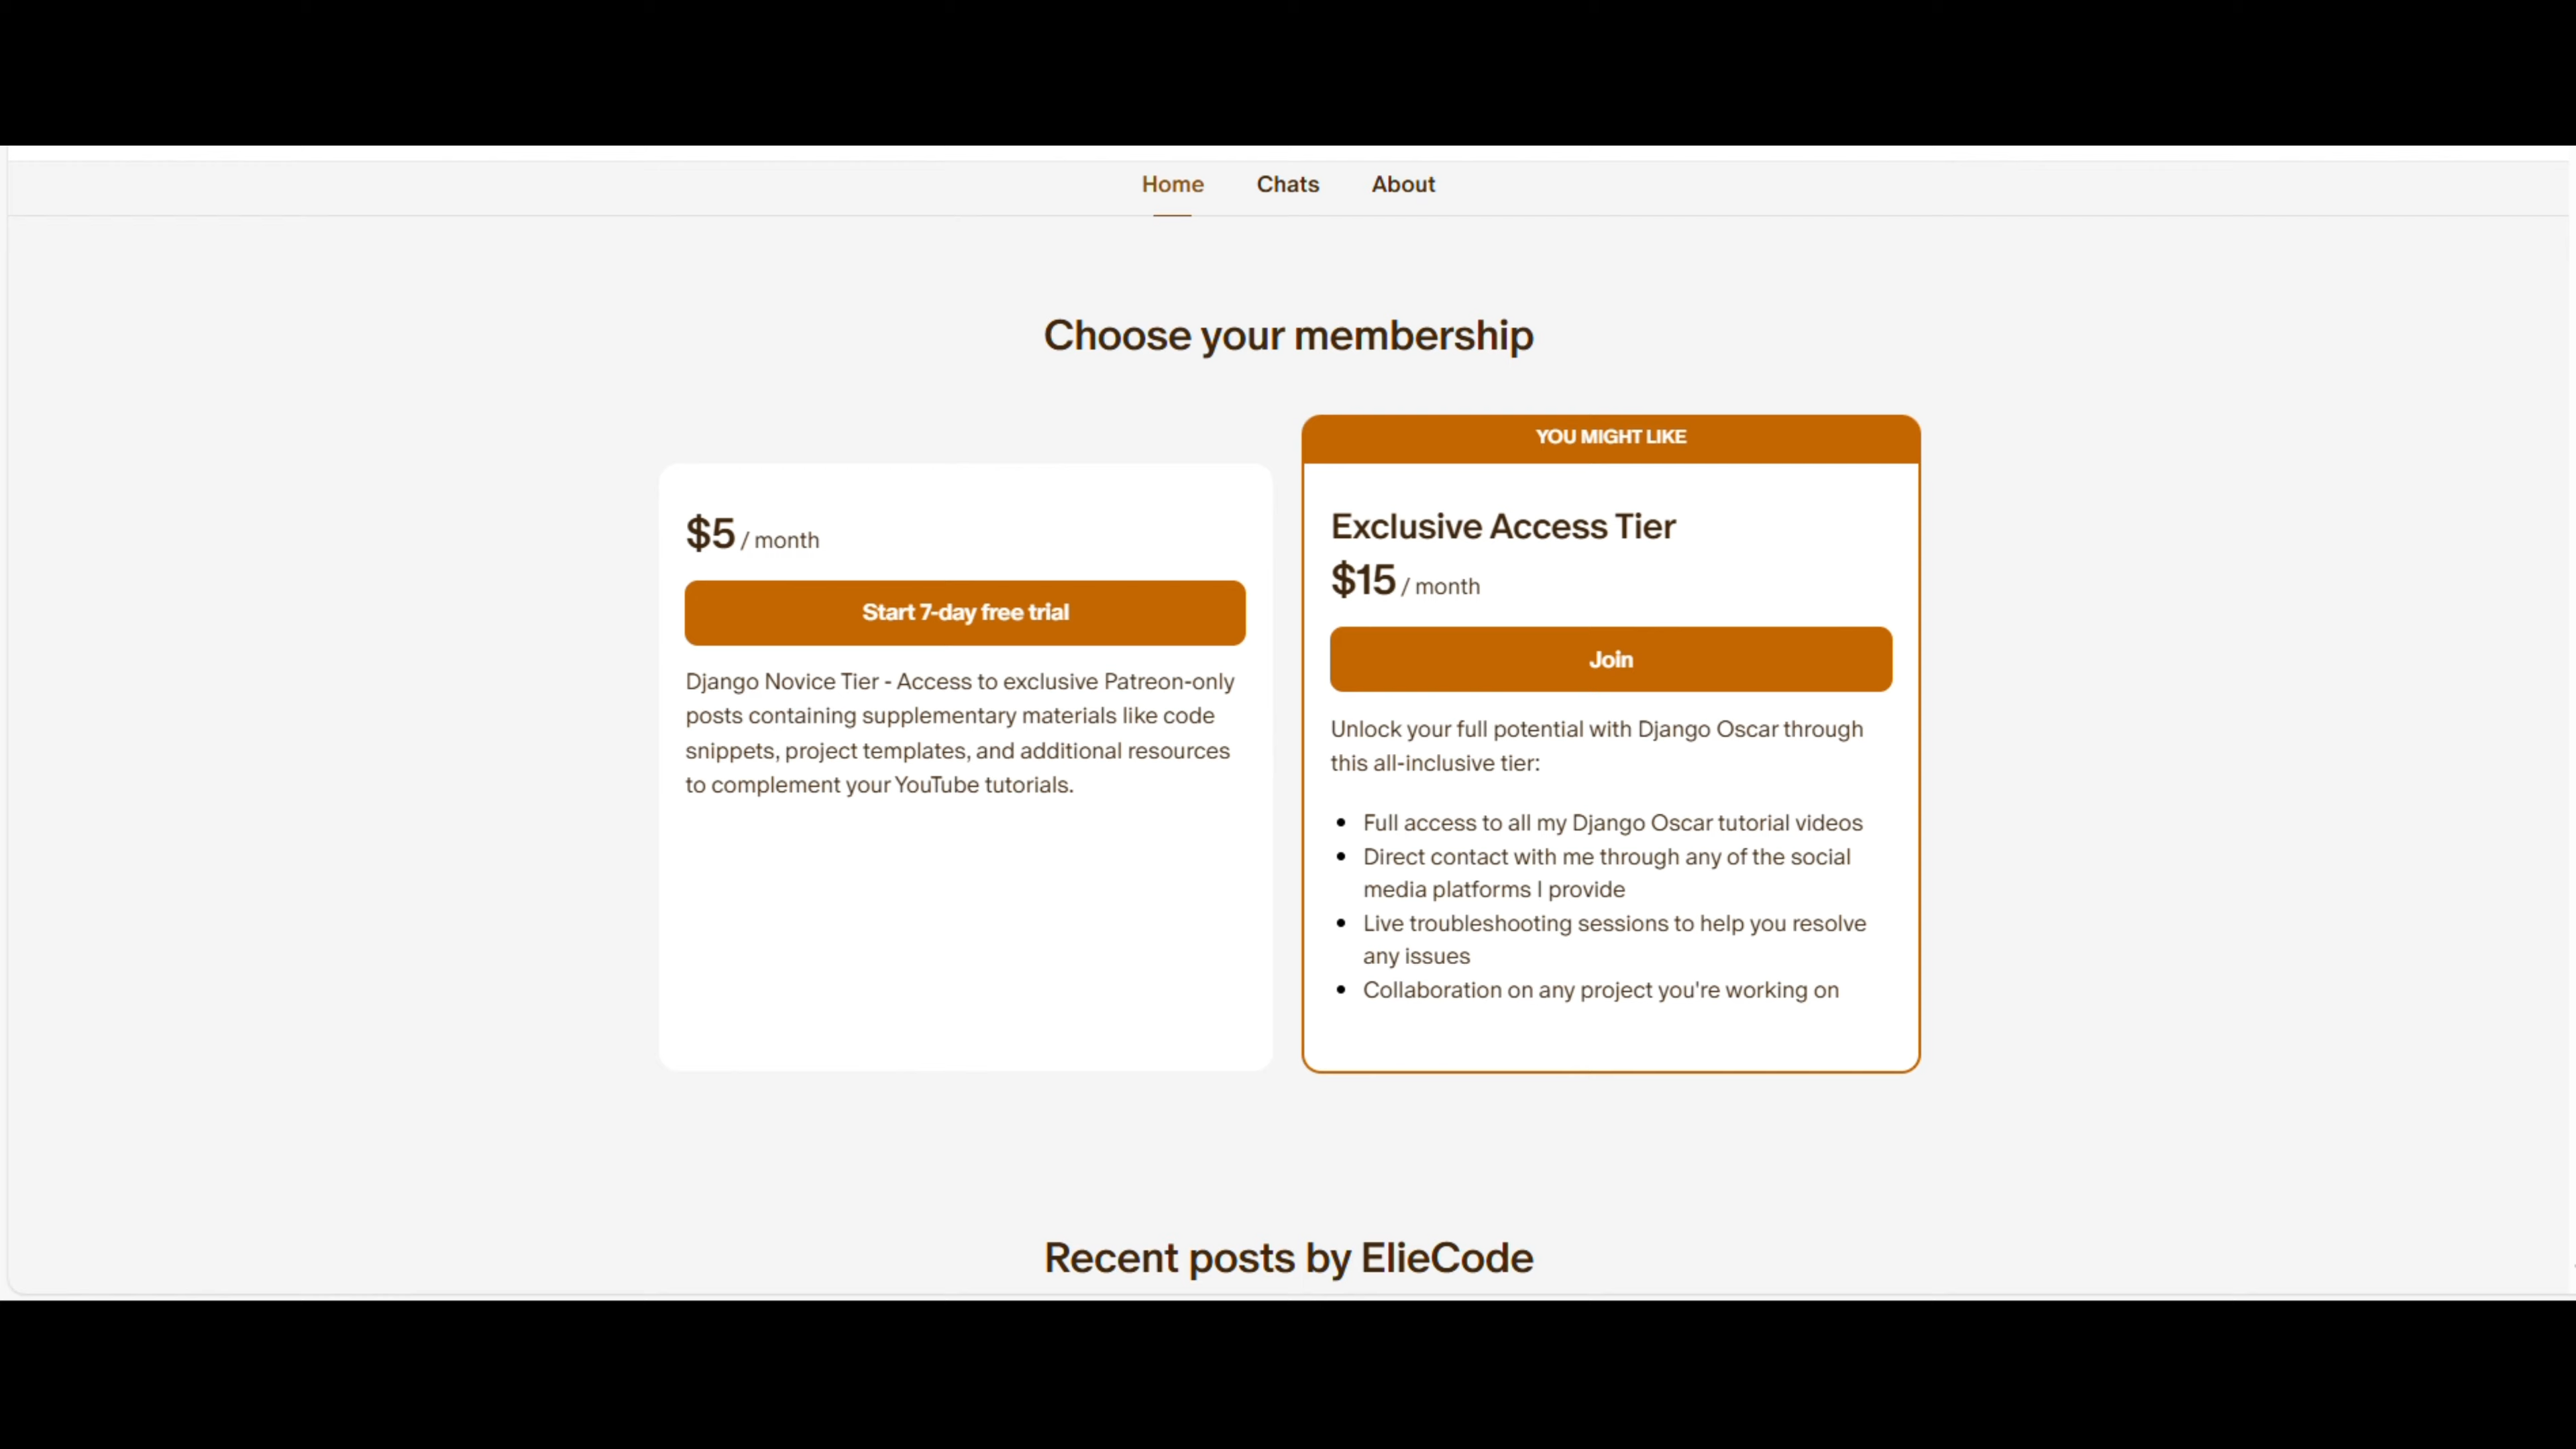 Home Chats About
Choose your membership
$5 / month
Start 7-day free trial
Django Novice Tier - Access to exclusive Patreon-only
posts containing supplementary materials like code
snippets, project templates, and additional resources
to complement your YouTube tutorials.
YOU MIGHT LIKE
Exclusive Access Tier
$15 / month
Join
Unlock your full potential with Django Oscar through
this all-inclusive tier:
• Full access to all my Django Oscar tutorial videos
• Direct contact with me through any of the social
media platforms I provide
• Live troubleshooting sessions to help you resolve
any issues
• Collaboration on any project you're working on
Recent posts by ElieCode